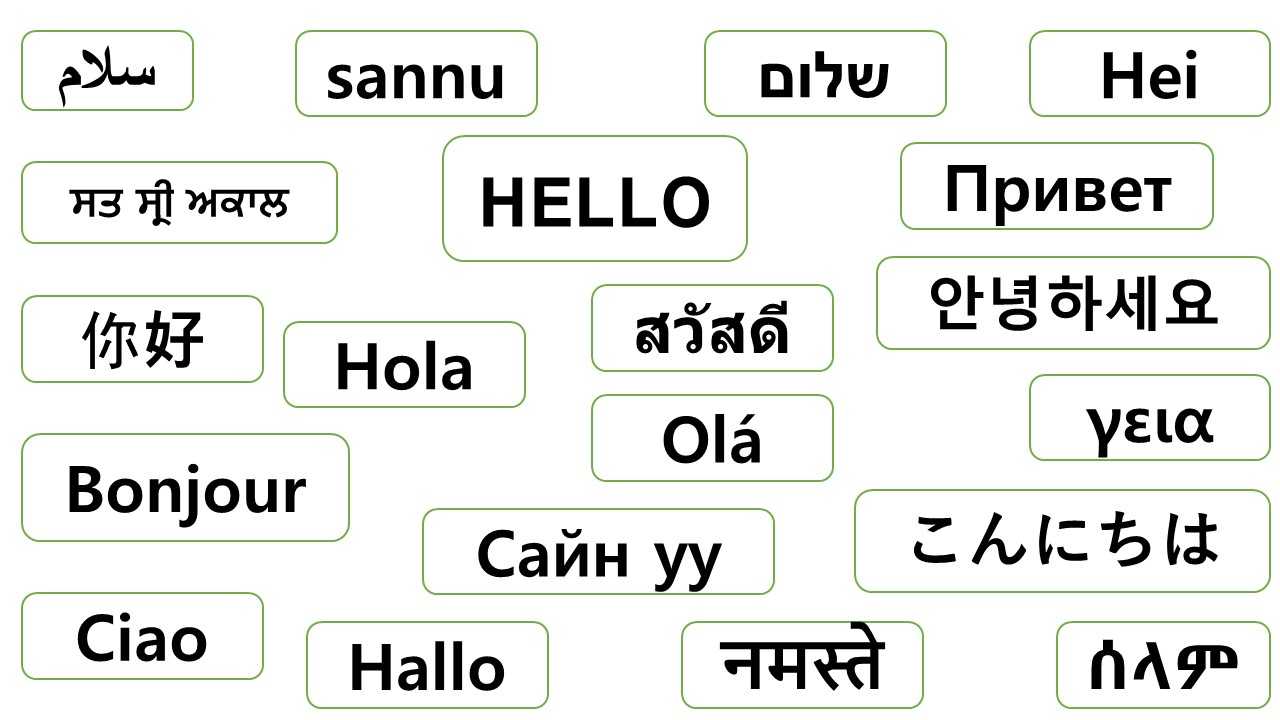 سلام
sannu
שלום
Hei
ਸਤ ਸ੍ਰੀ ਅਕਾਲ
HELLO
Привет
你好
Hola
สวัสดี
안녕하세요
Olá
γεια
Bonjour
Сайн уу
こんにちは
Ciao
Hallo
नमस्ते
ሰላም